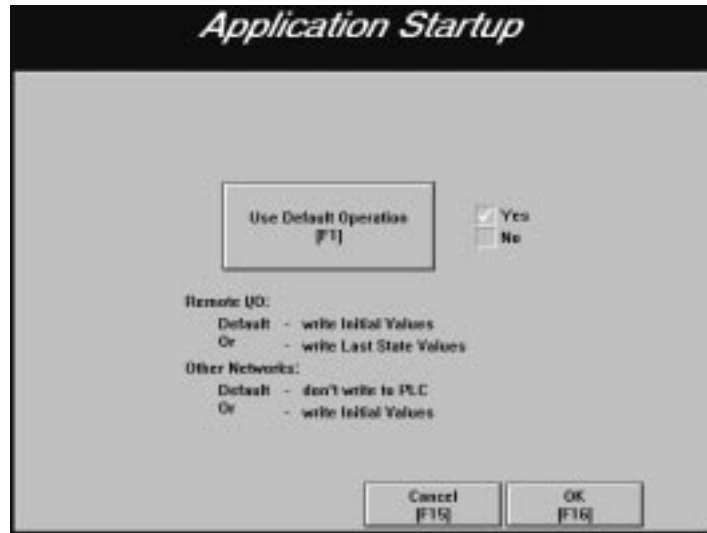 Application Startup
Use Default Operation
[F1]
Yes
No
Remote I/O:
Default - write Initial Values
Or - write Last State Values
Other Networks:
Default - don't write to PLC
Or - write Initial Values
Cancel
[F15]
OK
[F16]